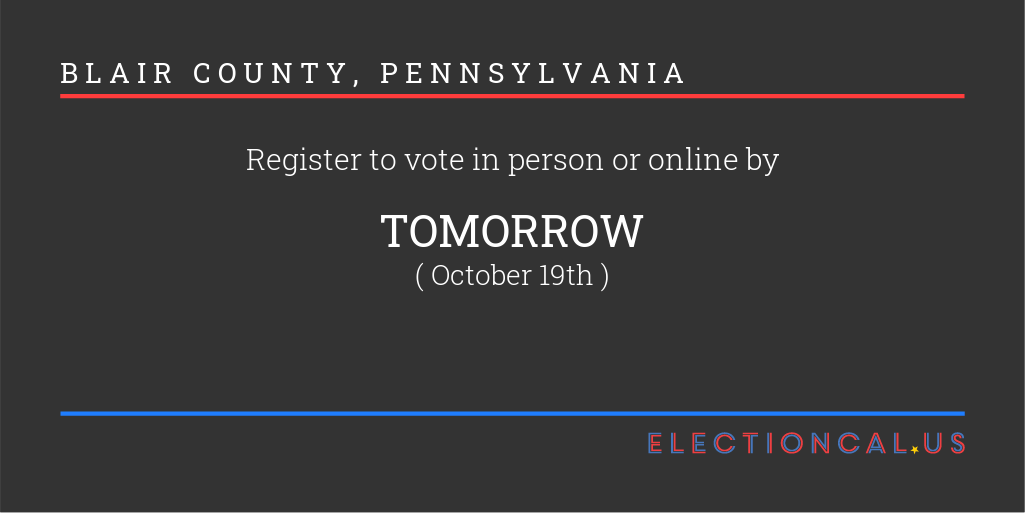 BLAIR COUNTY, PENNSYLVANIA
Register to vote in person or online by
TOMORROW
( October 19th )
ELECTIONCAL.US